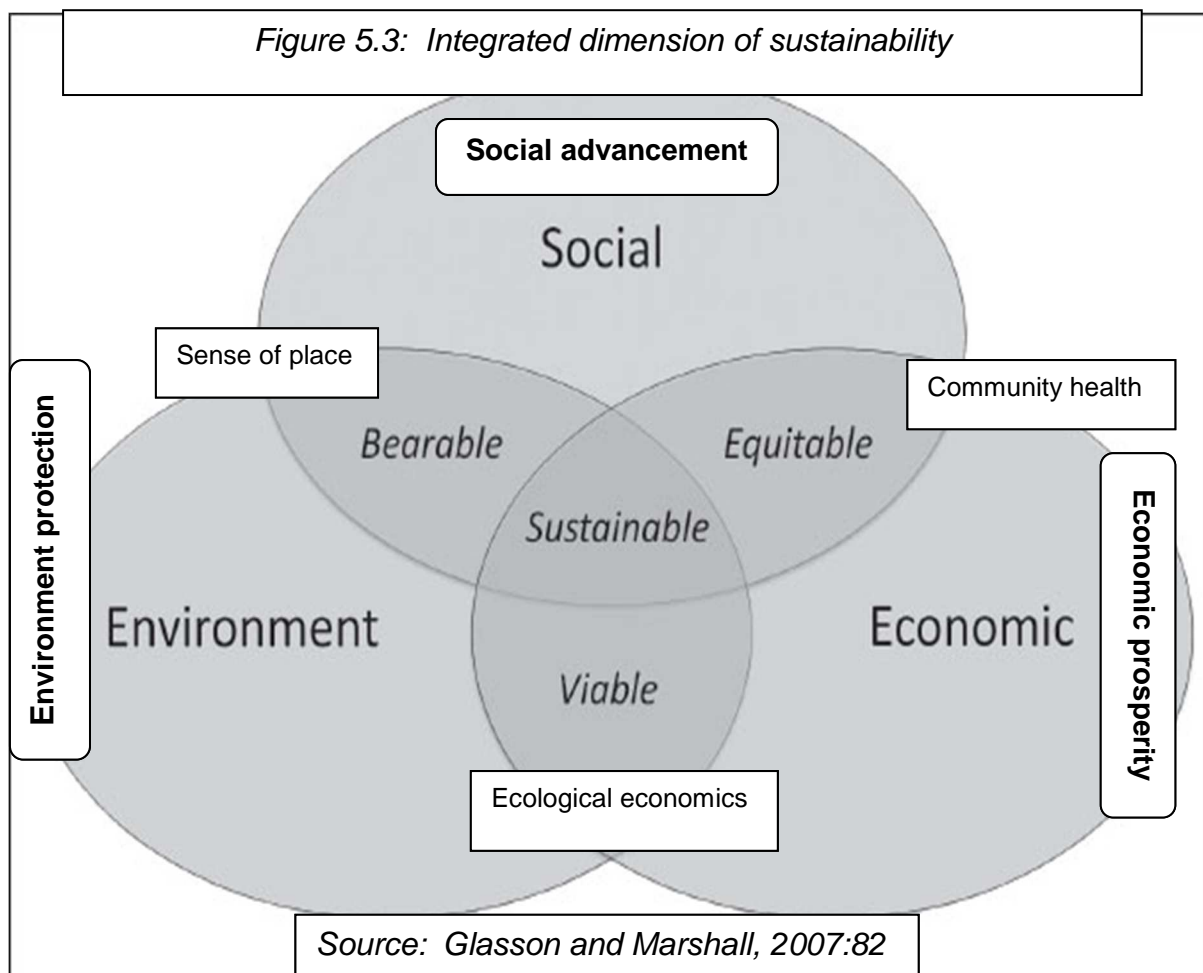 Figure 5.3: Integrated dimension of sustainability
Social advancement
Social
Sense of place
Community health
Bearable
Equitable
Sustainable
Environment protection
Environment
Economic
Economic prosperity
Viable
Ecological economics
Source: Glasson and Marshall, 2007:82